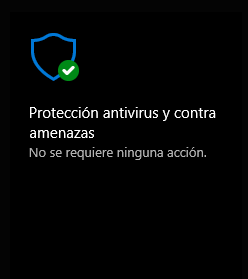 Protección antivirus y contra
amenazas
No se requiere ninguna acción.